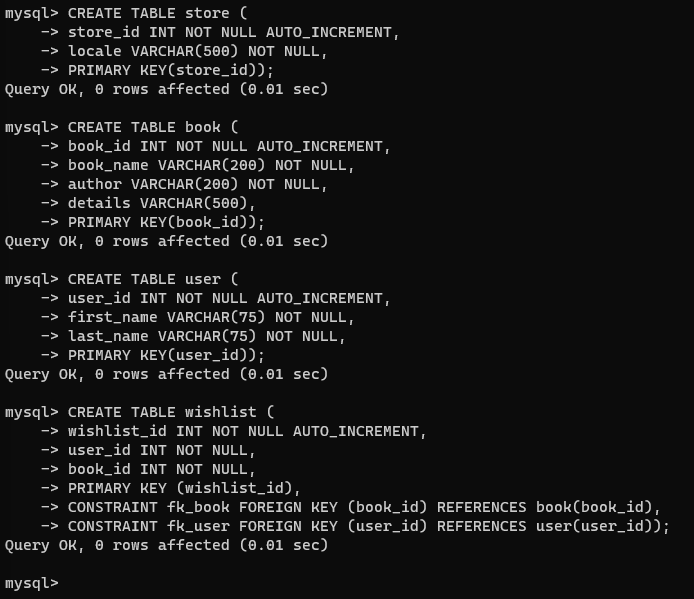 mysql> CREATE TABLE store (
    -> store_id INT NOT NULL AUTO_INCREMENT,
    -> locale VARCHAR(500) NOT NULL,
    -> PRIMARY KEY(store_id));
Query OK, 0 rows affected (0.01 sec)

mysql> CREATE TABLE book (
    -> book_id INT NOT NULL AUTO_INCREMENT,
    -> book_name VARCHAR(200) NOT NULL,
    -> author VARCHAR(200) NOT NULL,
    -> details VARCHAR(500),
    -> PRIMARY KEY(book_id));
Query OK, 0 rows affected (0.01 sec)

mysql> CREATE TABLE user (
    -> user_id INT NOT NULL AUTO_INCREMENT,
    -> first_name VARCHAR(75) NOT NULL,
    -> last_name VARCHAR(75) NOT NULL,
    -> PRIMARY KEY(user_id));
Query OK, 0 rows affected (0.01 sec)

mysql> CREATE TABLE wishlist (
    -> wishlist_id INT NOT NULL AUTO_INCREMENT,
    -> user_id INT NOT NULL,
    -> book_id INT NOT NULL,
    -> PRIMARY KEY (wishlist_id),
    -> CONSTRAINT fk_book FOREIGN KEY (book_id) REFERENCES book(book_id),
    -> CONSTRAINT fk_user FOREIGN KEY (user_id) REFERENCES user(user_id));
Query OK, 0 rows affected (0.01 sec)

mysql>